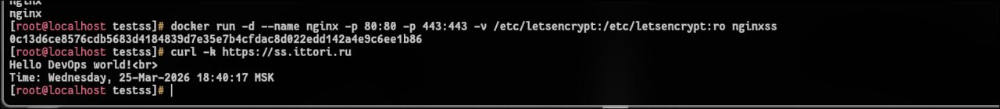 nginx
nginx
[root@localhost testss]# docker run -d --name nginx -p 80:80 -p 443:443 -v /etc/letsencrypt:/etc/letsencrypt:ro nginxss
0c13d6ce8576cdb5683d4184839d7e35e7b4cfdac8d022edd142a4e9c6ee1b86
[root@localhost testss]# curl -k https://ss.ittori.ru
Hello DevOps world!<br>
Time: Wednesday, 25-Mar-2026 18:40:17 MSK
[root@localhost testss]#